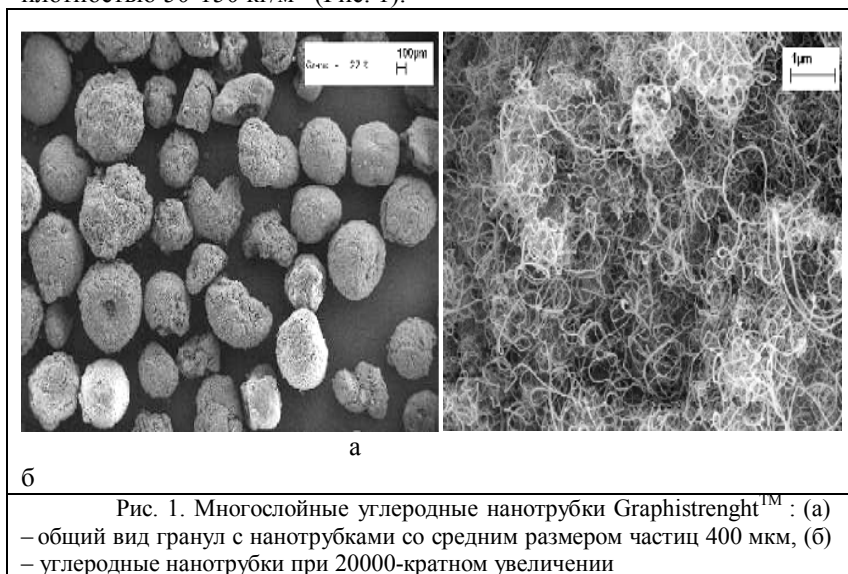 плотностью 50-150 кг/м³ (Рис. 1).
100µm
1µm
а
б
Рис. 1. Многослойные углеродные нанотрубки Graphistrenght™ : (а)
– общий вид гранул с нанотрубками со средним размером частиц 400 мкм, (б)
– углеродные нанотрубки при 20000-кратном увеличении